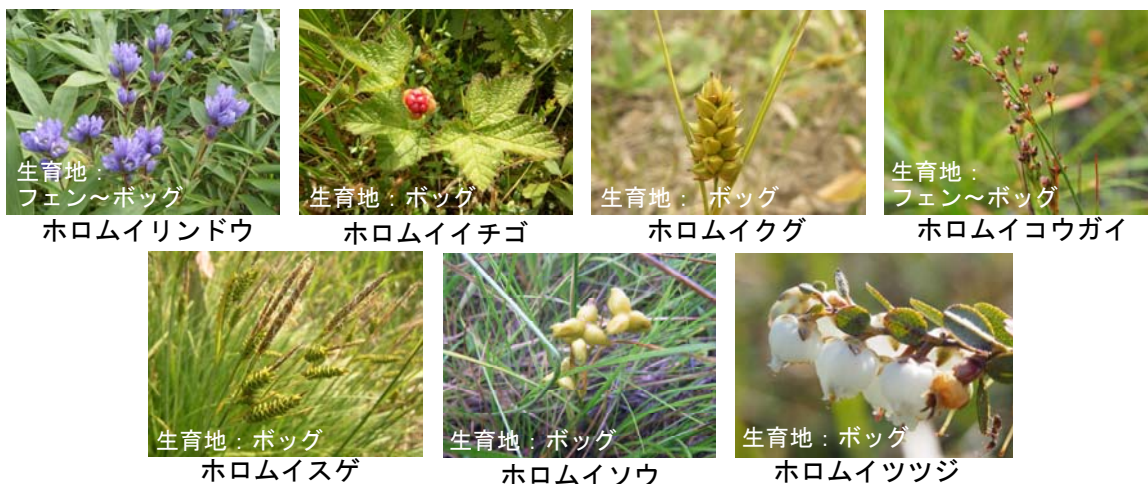 生育地：
フェン～ボッグ
ホロムイリンドウ
生育地：ボッグ
ホロムイイチゴ
生育地：ボッグ
ホロムイクグ
生育地：
フェン～ボッグ
ホロムイコウガイ
生育地：ボッグ
ホロムイスゲ
生育地：ボッグ
ホロムイソウ
生育地：ボッグ
ホロムイツツジ